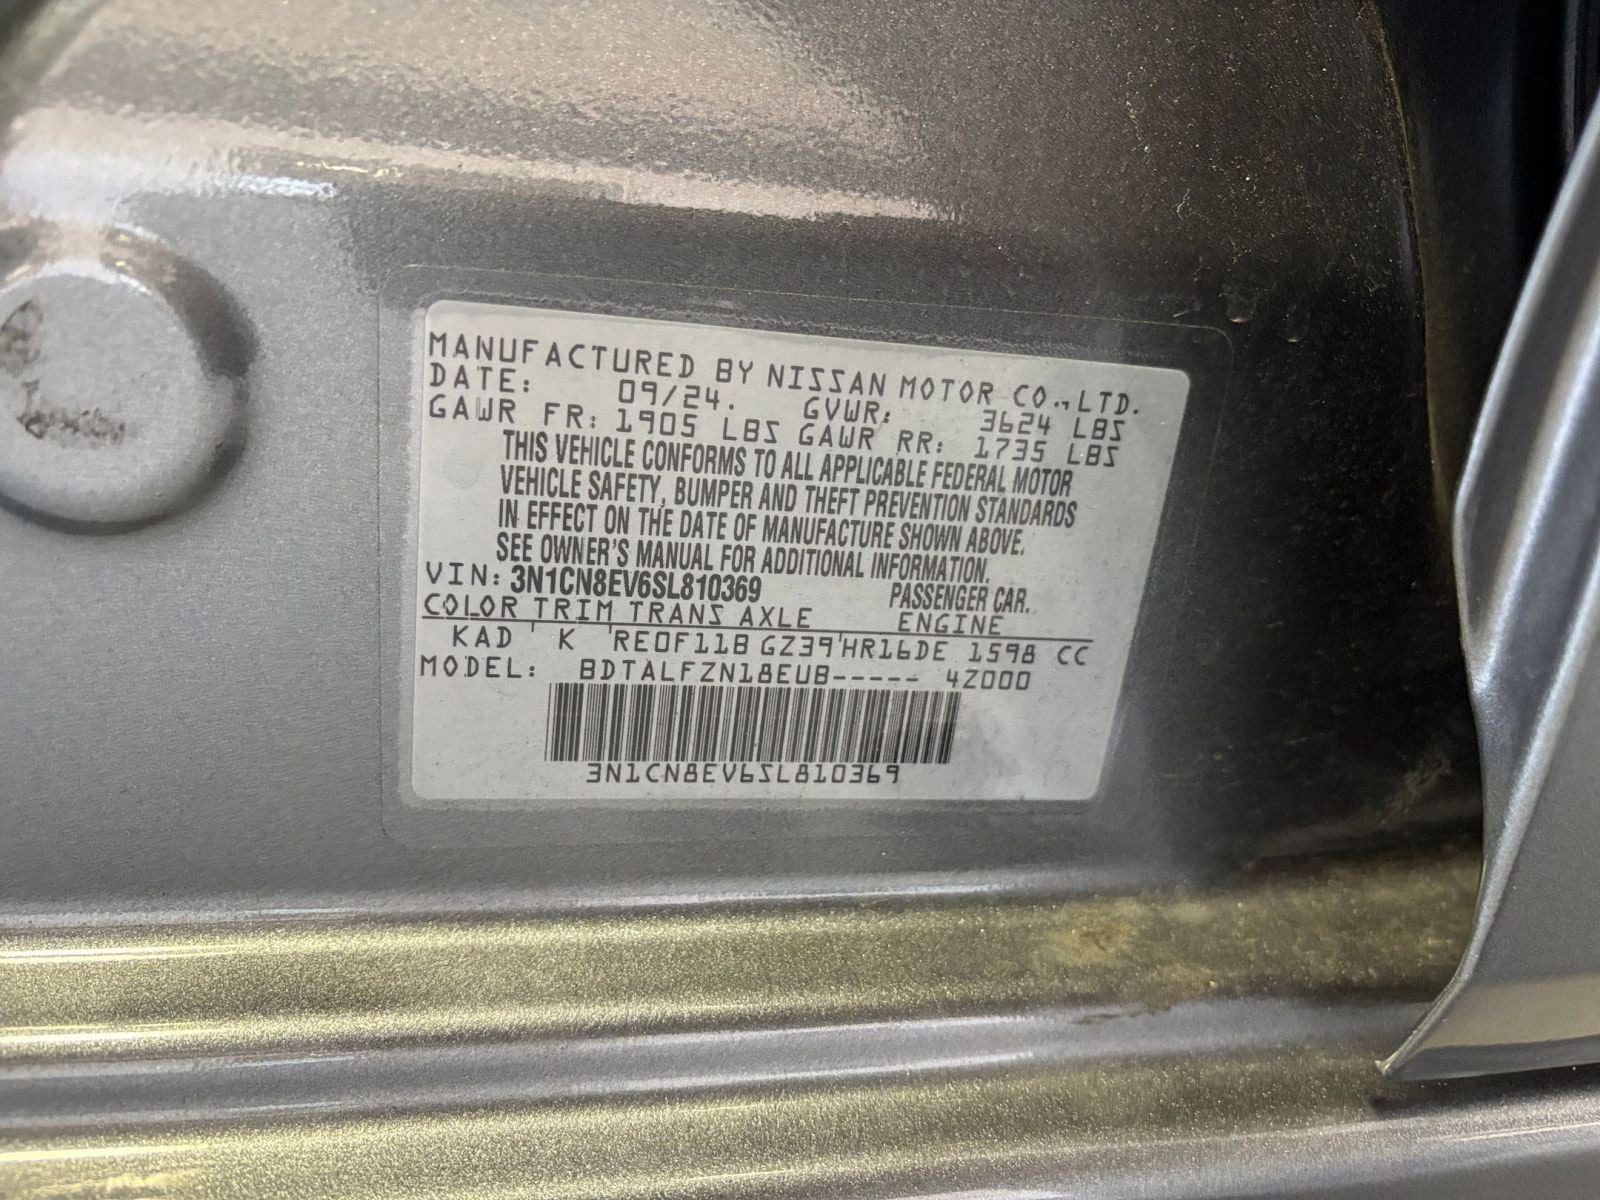 MANUFACTURED BY NISSAN MOTOR CO., LTD.
DATE: 09/24. GVWR: 3624 LBS
GAWR FR: 1905 LBS GAWR RR: 1735 LBS
THIS VEHICLE CONFORMS TO ALL APPLICABLE FEDERAL MOTOR
VEHICLE SAFETY, BUMPER AND THEFT PREVENTION STANDARDS
IN EFFECT ON THE DATE OF MANUFACTURE SHOWN ABOVE.
SEE OWNER'S MANUAL FOR ADDITIONAL INFORMATION.
VIN: 3N1CN8EV6SL810369 PASSENGER CAR.
COLOR TRIM TRANS AXLE ENGINE
KAD K RE0F11B GZ39 HR16DE 1598 CC
MODEL: BDTALFZN18EUB----- 4Z000
3N1CN8EV6SL810369